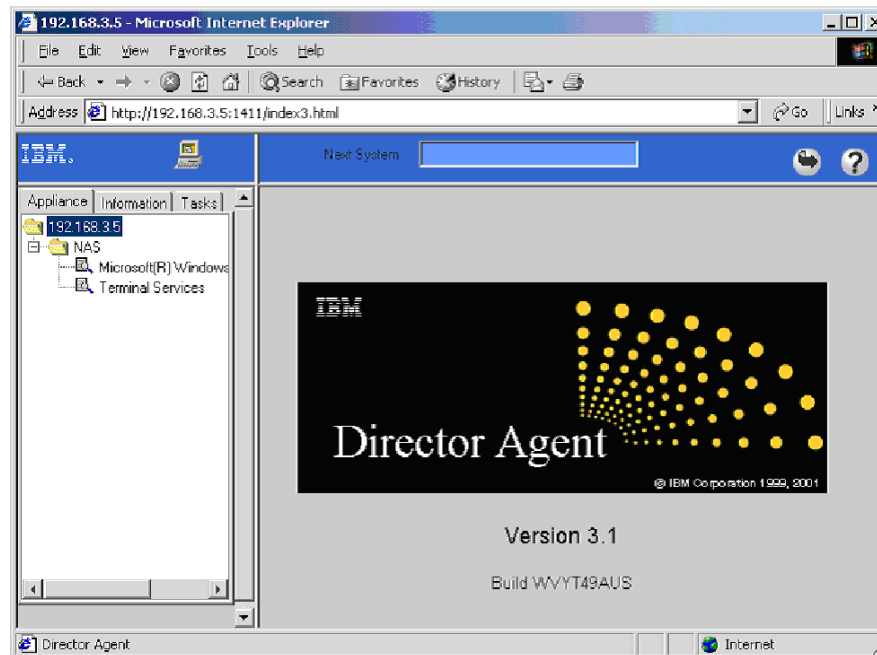 192.168.3.5 - Microsoft Internet Explorer
File Edit View Favorites Tools Help
Back Search Favorites History
Address http://192.168.3.5:1411/index3.html Go Links
IBM. Next System ?
Appliance Information Tasks
192.168.3.5
NAS
Microsoft(R) Windows
Terminal Services
IBM
Director Agent
@ IBM Corporation 1999, 2001
Version 3.1
Build WVYT49AUS
Director Agent Internet